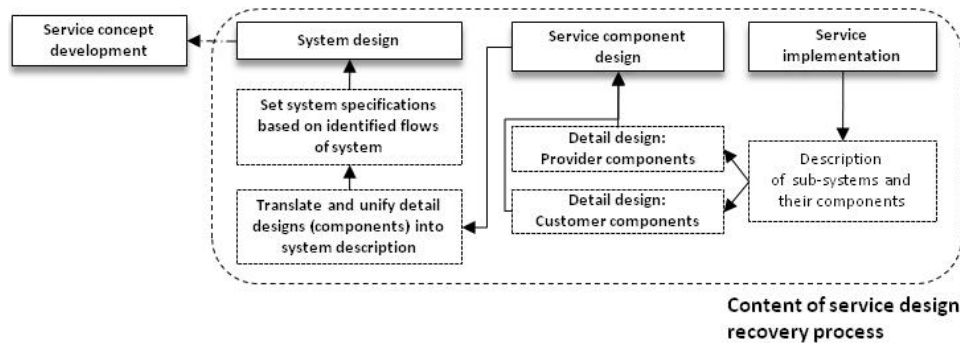 Service concept
development
System design
Service component
design
Service
implementation
Set system specifications
based on identified flows
of system
Detail design:
Provider components
Description
of sub-systems and
their components
Translate and unify detail
designs (components) into
system description
Detail design:
Customer components
Content of service design
recovery process